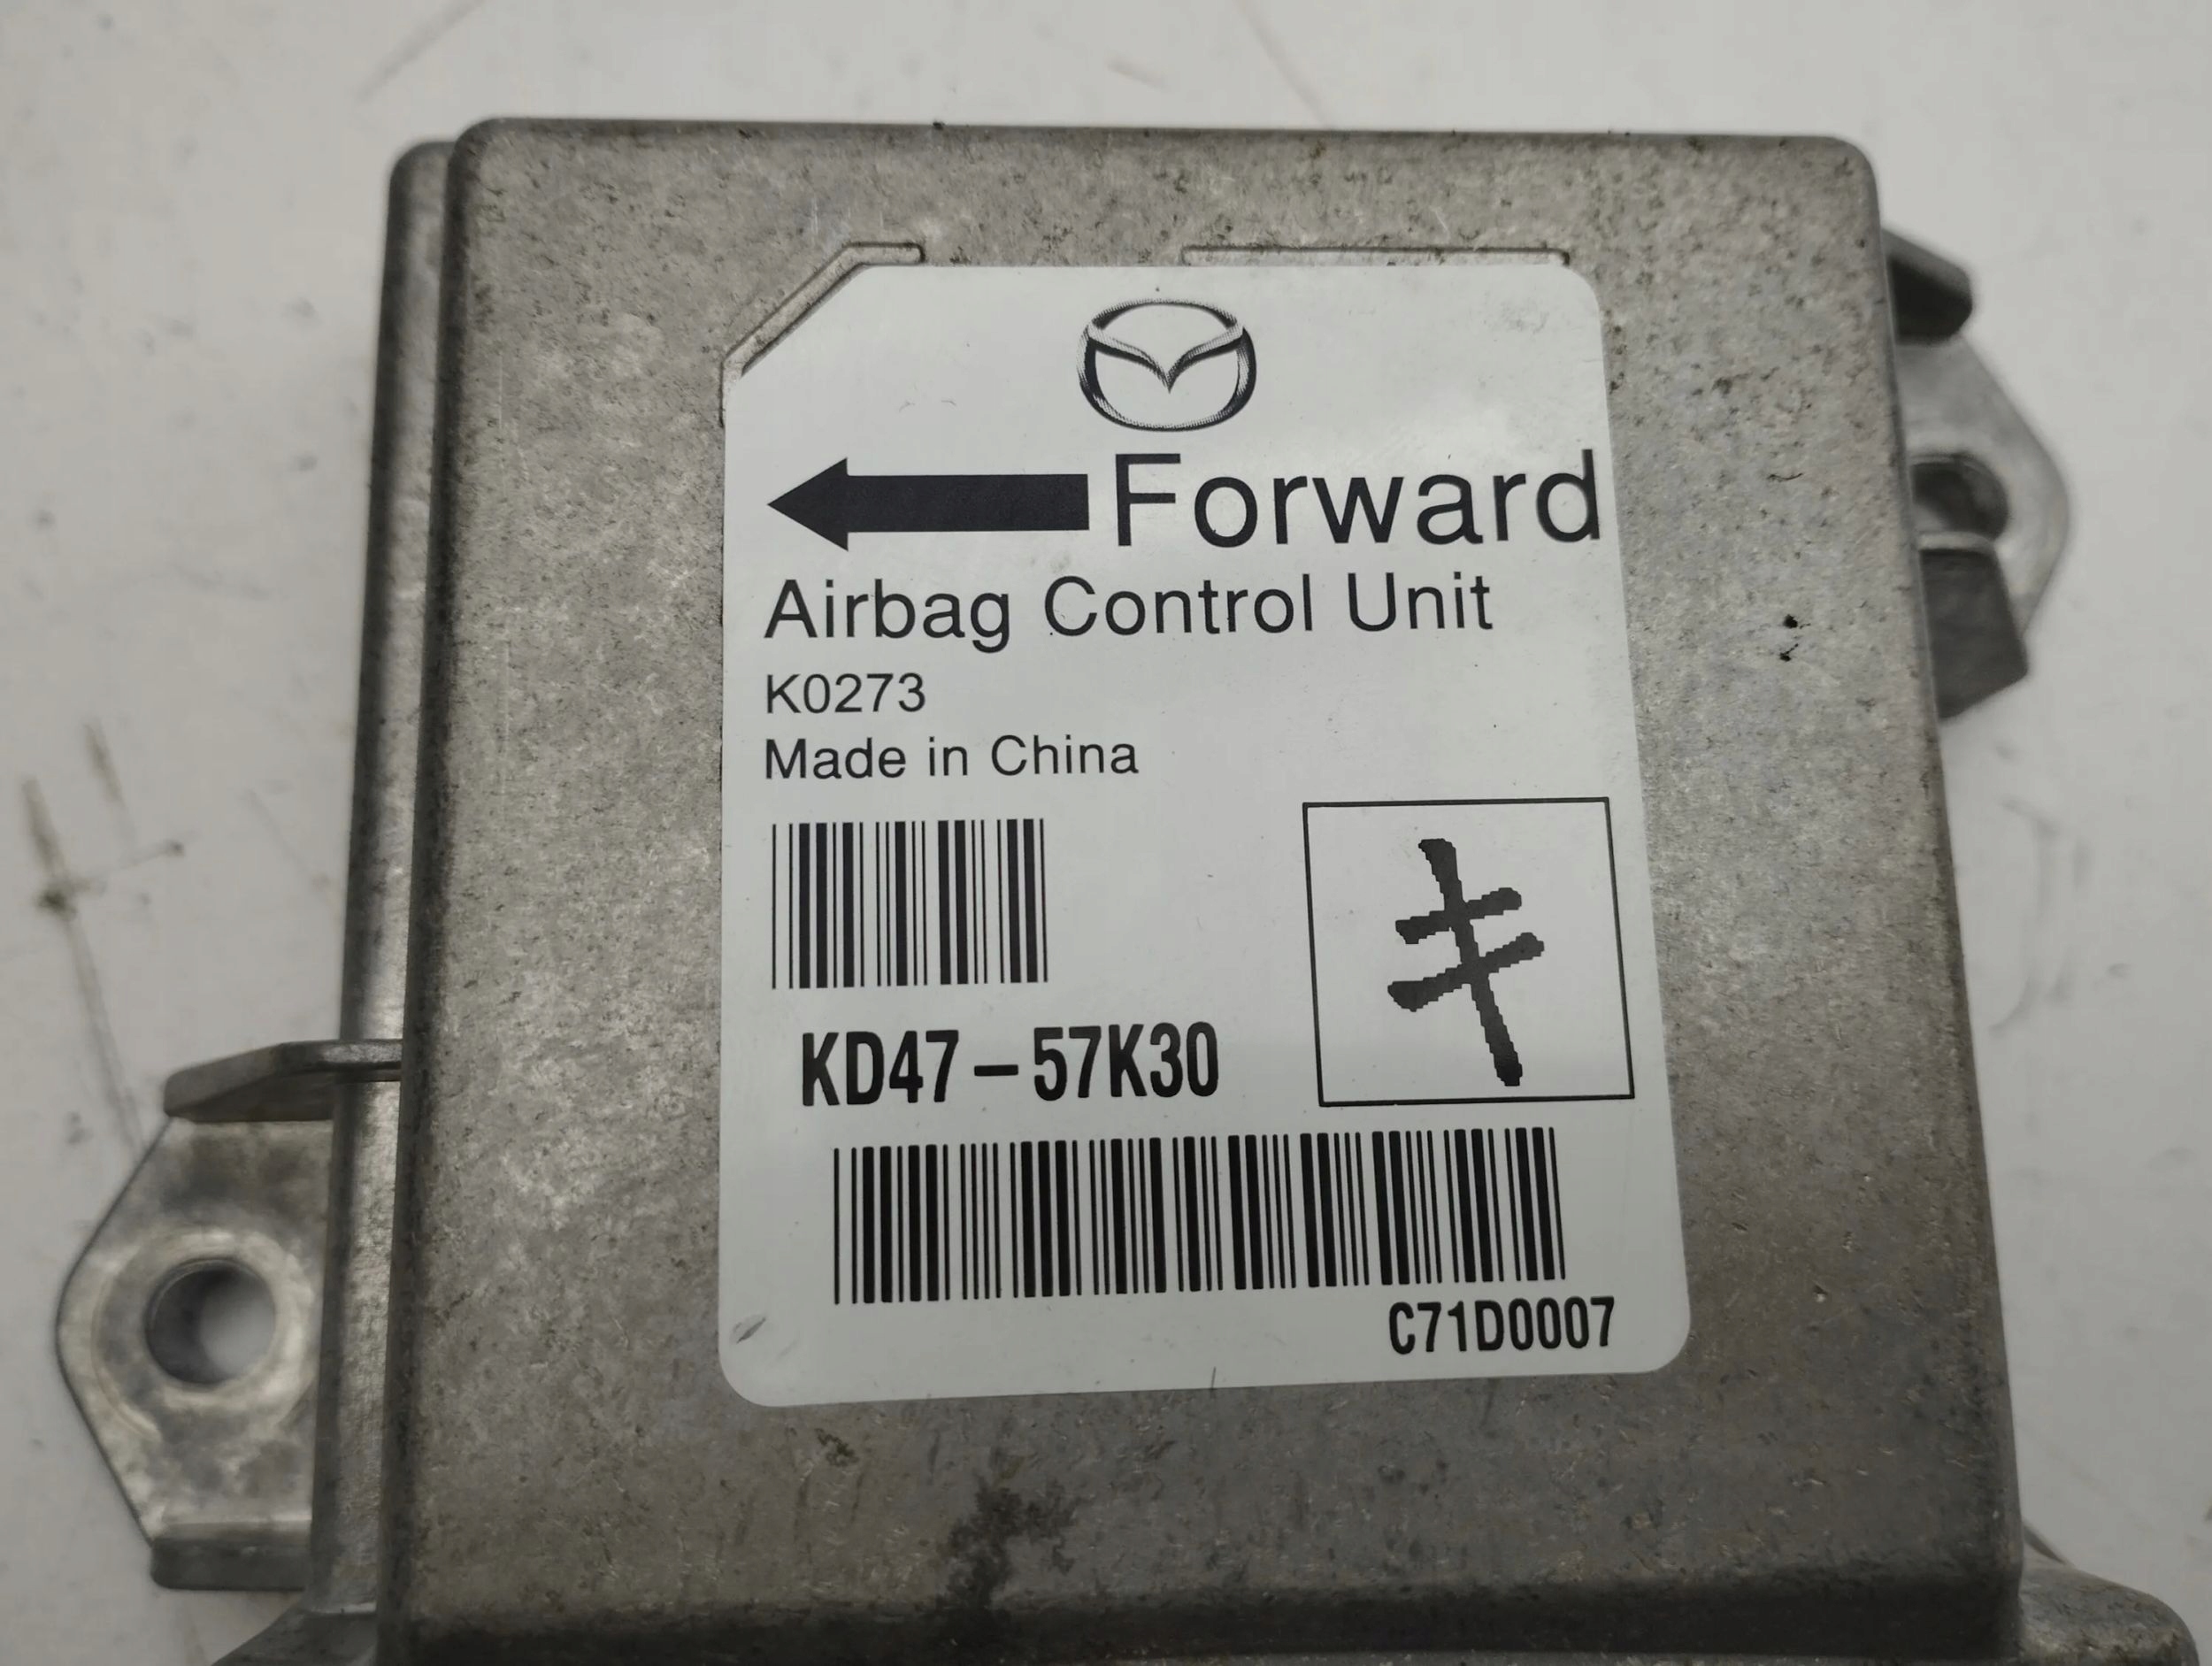 Forward
Airbag Control Unit
K0273
Made in China
キ
KD47-57K30
C71D0007